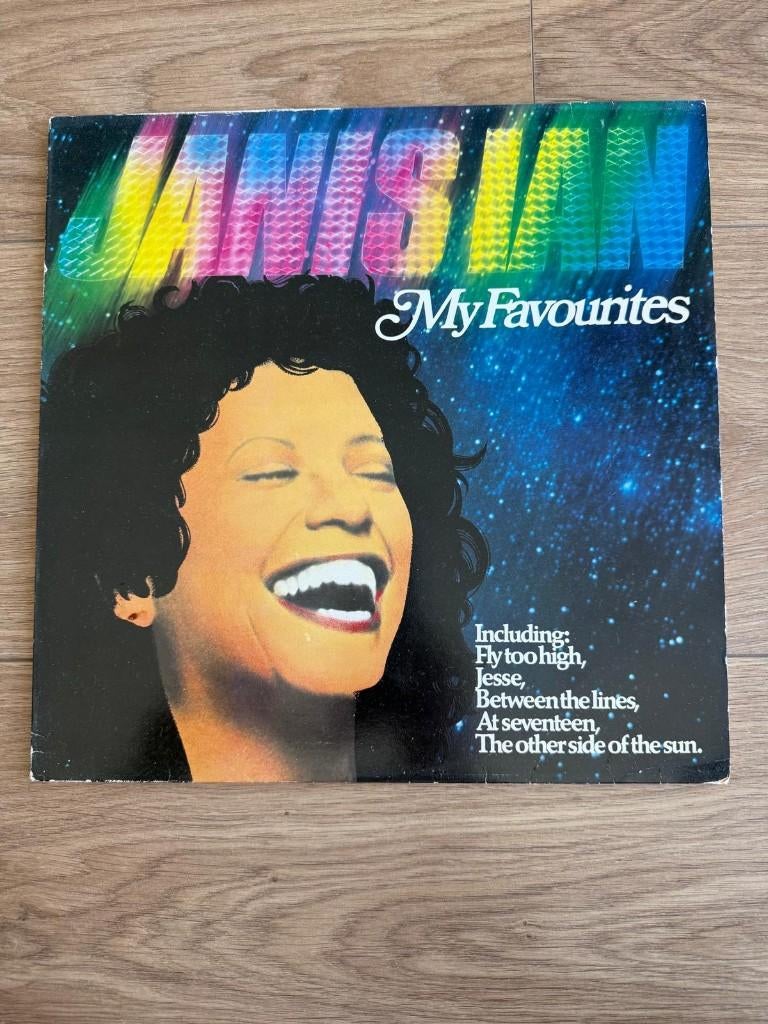 JANIS IAN
My Favourites
Including:
Fly too high,
Jesse,
Between the lines,
At seventeen,
The other side of the sun.